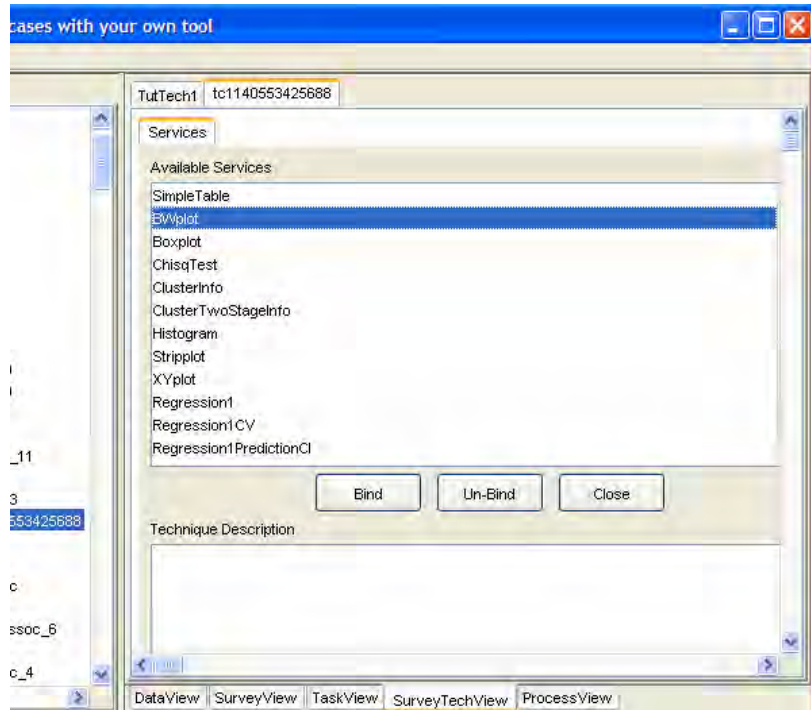 cases with your own tool
TutTech1 tc1140553425688
Services
Available Services
SimpleTable
BWplot
Boxplot
ChisqTest
ClusterInfo
ClusterTwoStageInfo
Histogram
Stripplot
XYplot
Regression1
Regression1CV
Regression1PredictionCI
_11
3
553425688
c
ssoc_6
c_4
Bind Un-Bind Close
Technique Description
DataView SurveyView TaskView SurveyTechView ProcessView